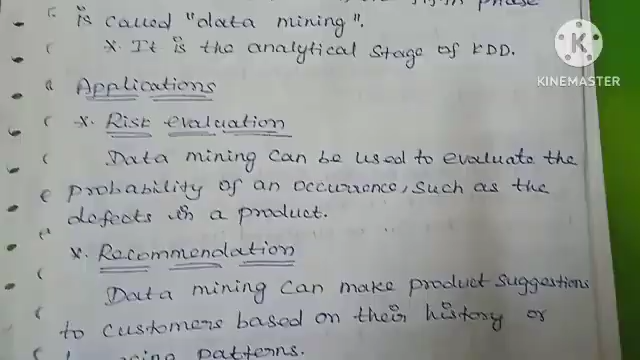 phase
is called "data mining".
x. It is the analytical stage of KDD.
KINEMASTER
Applications
x. Risk evaluation
Data mining can be used to evaluate the
probability of an occurrence, such as the
defects in a product.
x. Recommendation
Data mining can make product suggestions
to customers based on their history or
patterns.